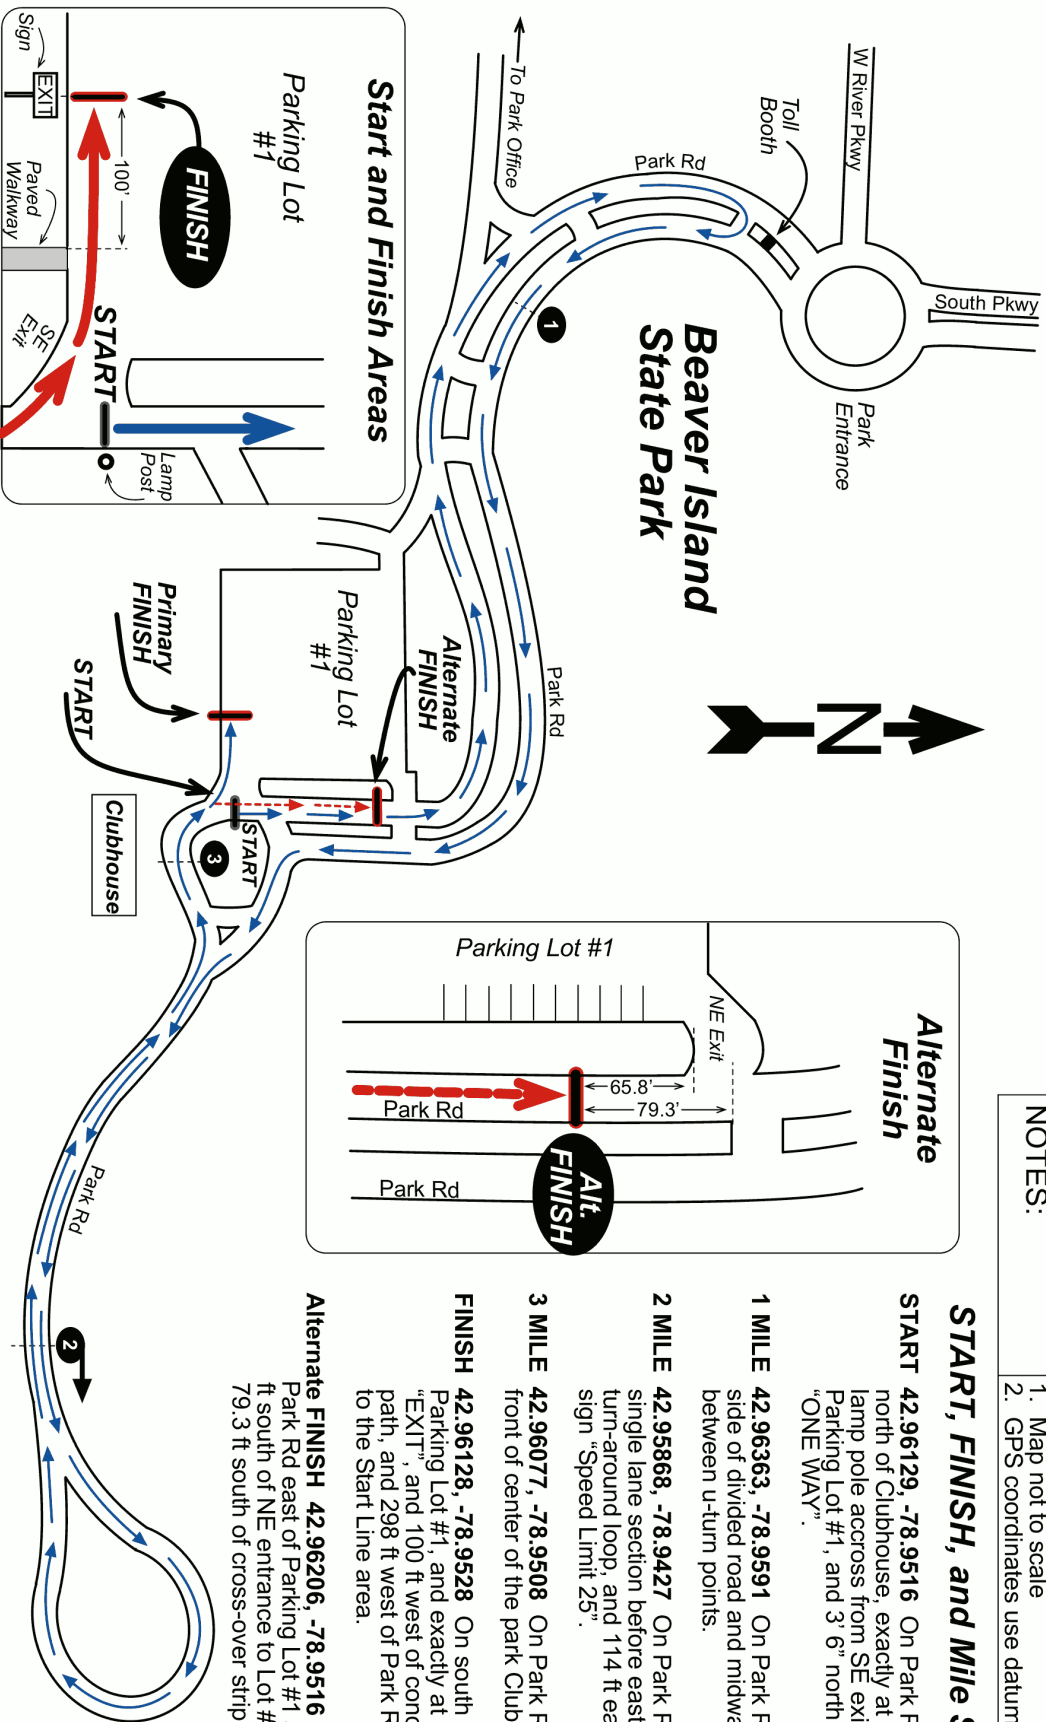 NOTES:
1. Map not to scale
2. GPS coordinates use datum
W River Pkwy
South Pkwy
Toll
Booth
Park
Entrance
Park Rd
To Park Office
1
Beaver Island
State Park
N
Park Rd
Start and Finish Areas
Parking Lot
#1
FINISH
100'
EXIT
Sign
Paved
Walkway
SE
Exit
START
Lamp
Post
Parking Lot
#1
Alternate
FINISH
Primary
FINISH
START
START
3
Clubhouse
Park Rd
2
Alternate
Finish
Parking Lot #1
NE Exit
65.8'
79.3'
Park Rd
Park Rd
Alt.
FINISH
START, FINISH, and Mile
START 42.96129, -78.9516 On Park
north of Clubhouse, exactly at
lamp pole accross from SE
Parking Lot #1, and 3' 6" north
"ONE WAY".
1 MILE 42.96363, -78.9591 On Park
side of divided road and
between u-turn points.
2 MILE 42.95868, -78.9427 On Park
single lane section before east
turn-around loop, and 114 ft
sign "Speed Limit 25".
3 MILE 42.96077, -78.9508 On Park
front of center of the park
FINISH 42.96128, -78.9528 On south
Parking Lot #1, and exactly at
"EXIT", and 100 ft west of
path, and 298 ft west of Park
to the Start Line area.
Alternate FINISH 42.96206, -78.9516
Park Rd east of Parking Lot #1
ft south of NE entrance to Lot
79.3 ft south of cross-over strip